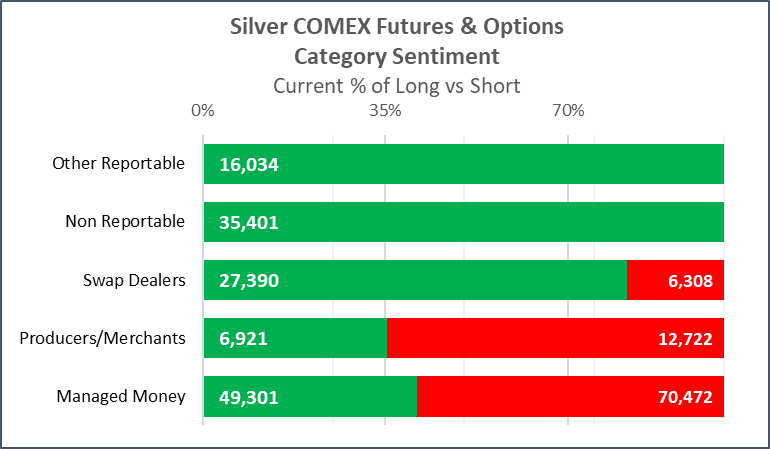 Silver COMEX Futures & Options
Category Sentiment
Current % of Long vs Short
0% 35% 70%
Other Reportable 16,034
Non Reportable 35,401
Swap Dealers 27,390 6,308
Producers/Merchants 6,921 12,722
Managed Money 49,301 70,472